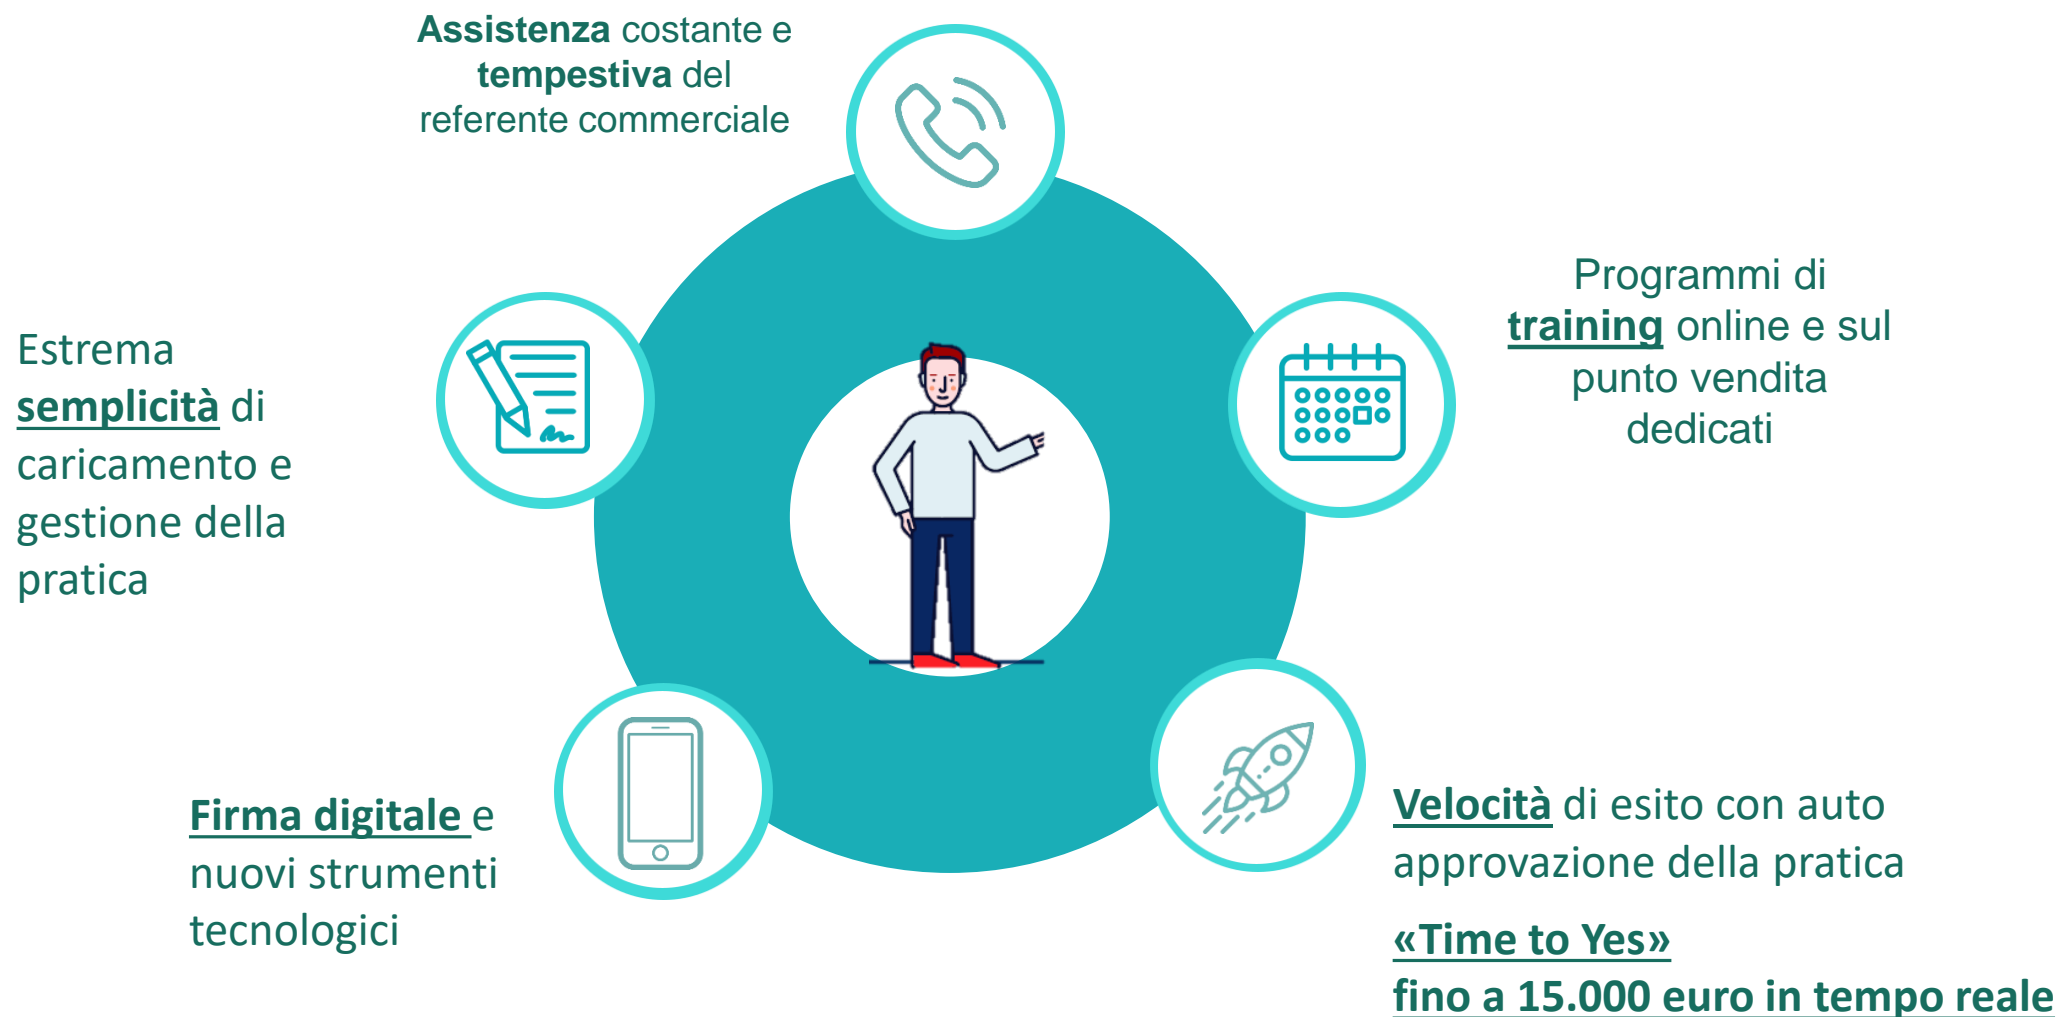 Assistenza costante e
tempestiva del
referente commerciale
Programmi di
training online e sul
punto vendita
dedicati
Estrema
semplicità di
caricamento e
gestione della
pratica
Firma digitale e
nuovi strumenti
tecnologici
Velocità di esito con auto
approvazione della pratica
«Time to Yes»
fino a 15.000 euro in tempo reale